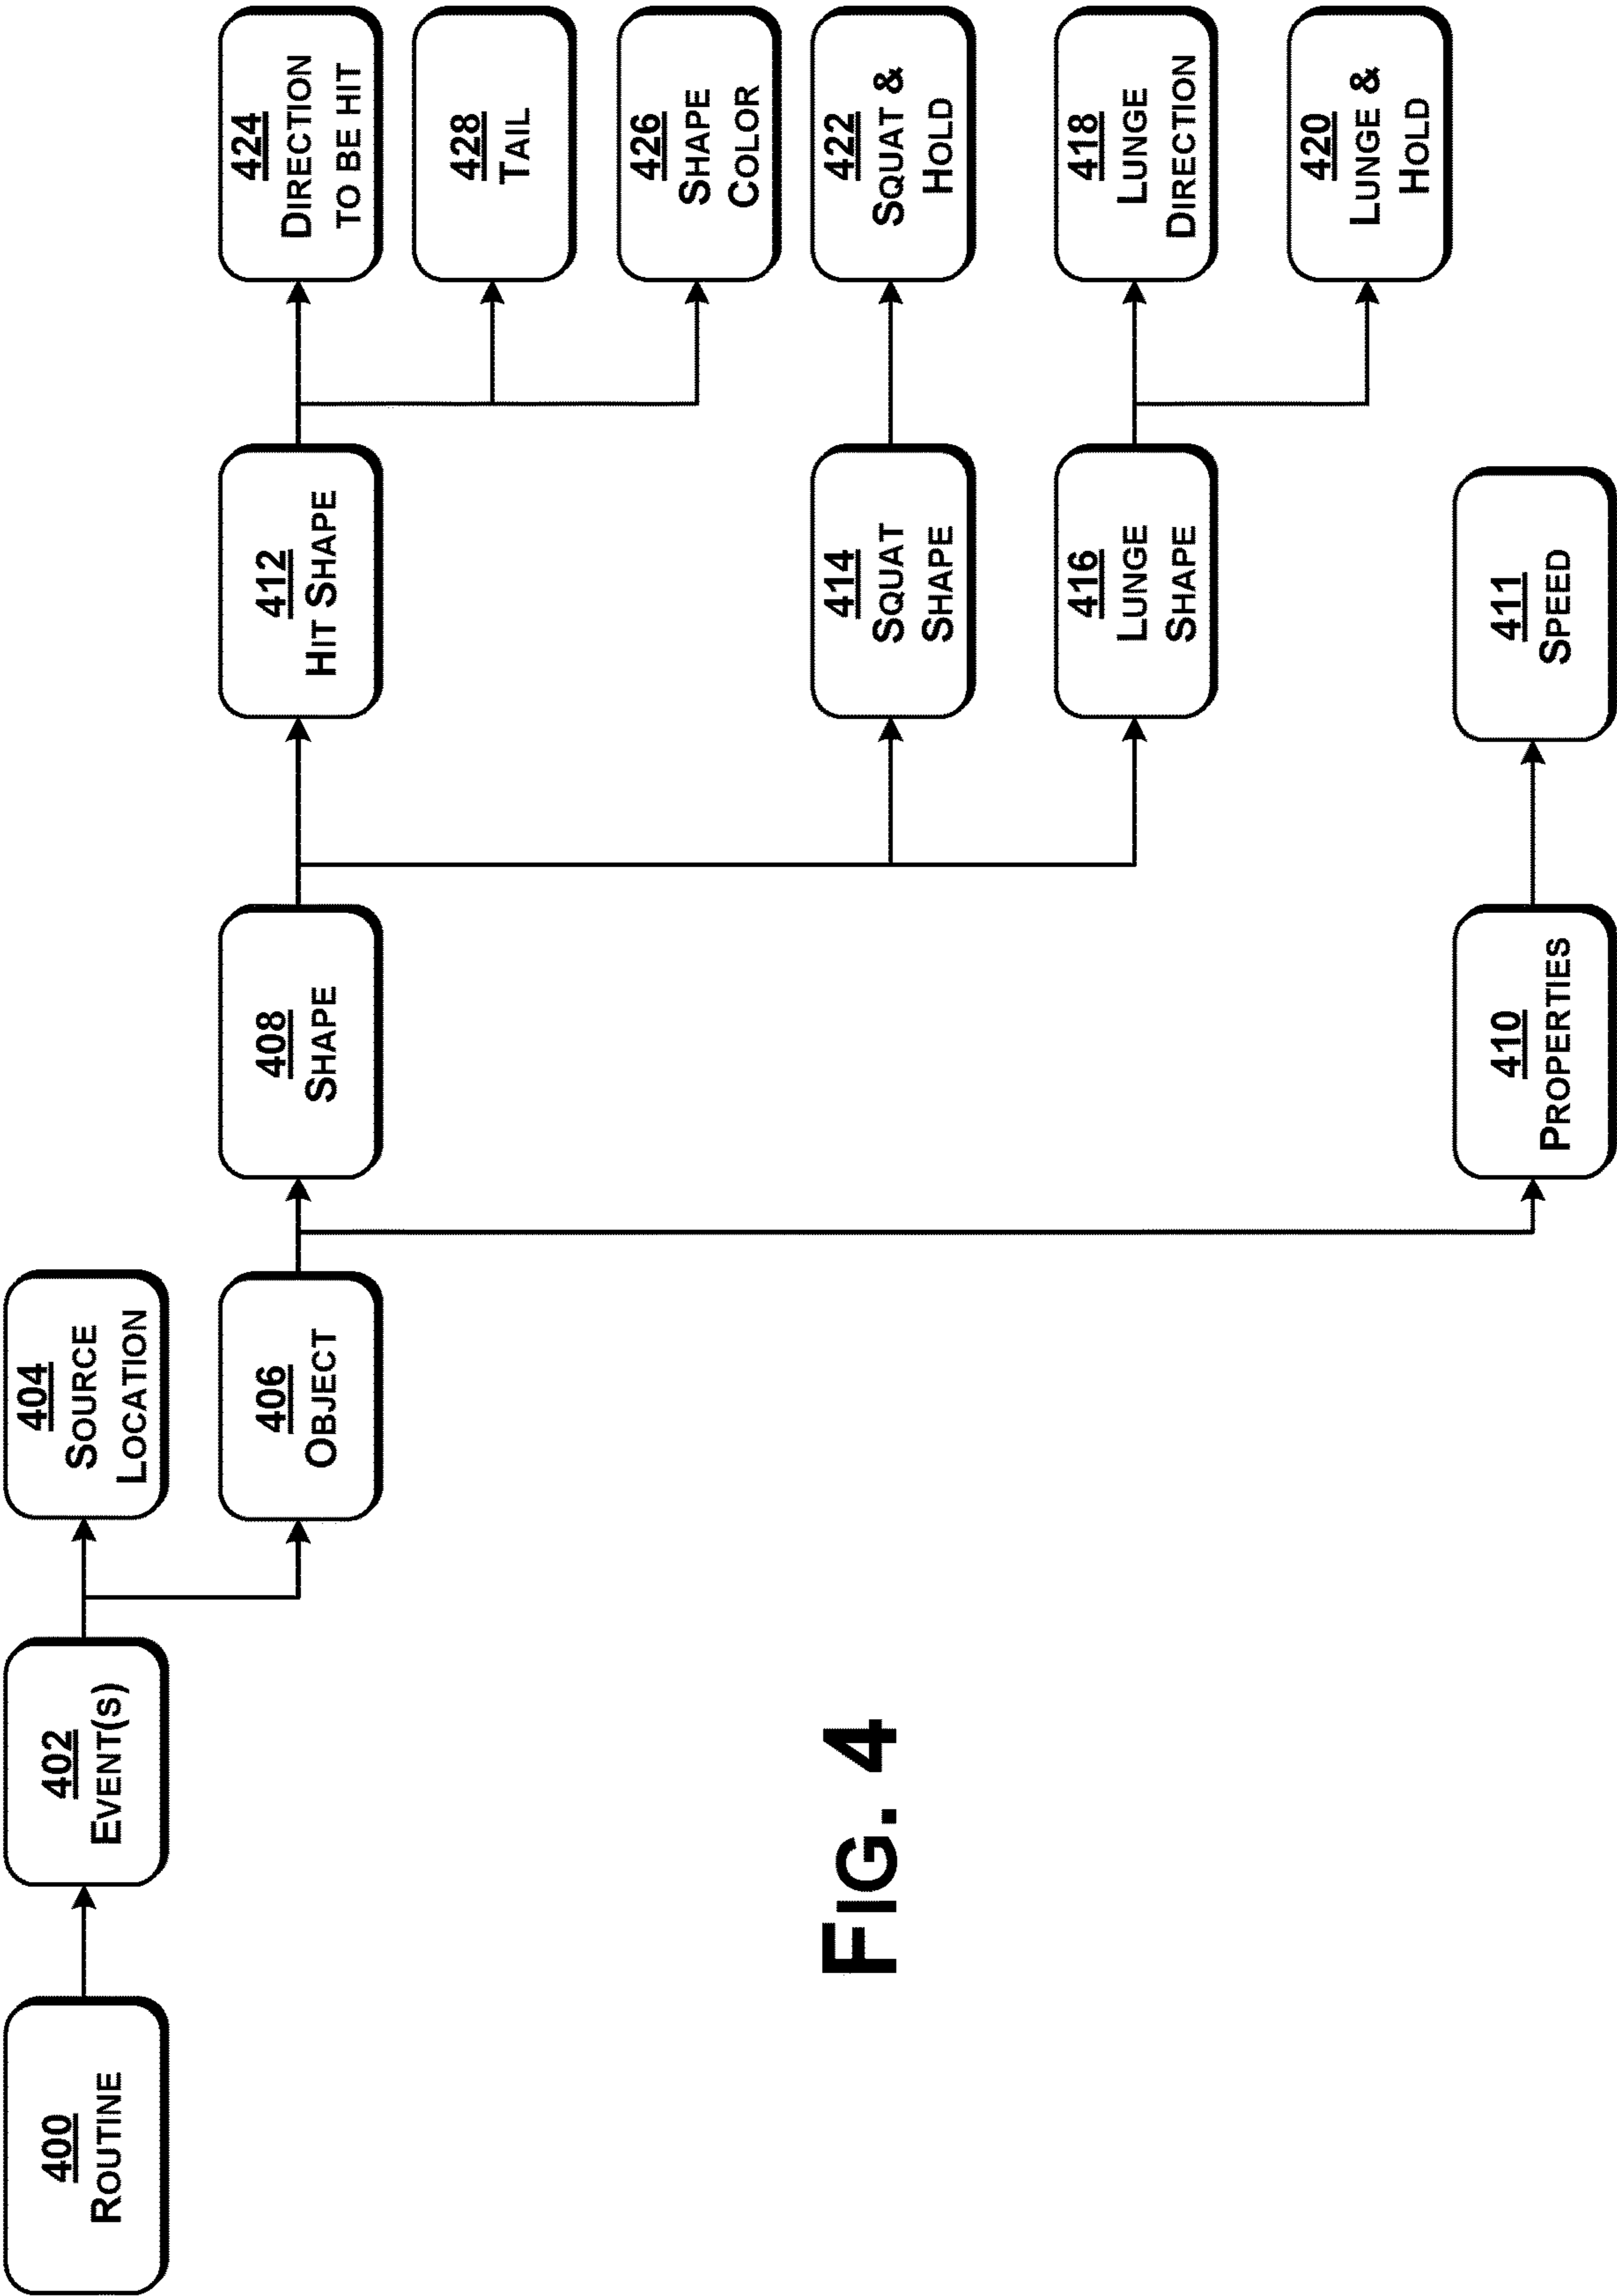 400
ROUTINE
402
EVENT(S)
404
SOURCE
LOCATION
406
OBJECT
408
SHAPE
410
PROPERTIES
412
HIT SHAPE
414
SQUAT
SHAPE
416
LUNGE
SHAPE
411
SPEED
424
DIRECTION
TO BE HIT
428
TAIL
426
SHAPE
COLOR
422
SQUAT &
HOLD
418
LUNGE
DIRECTION
420
LUNGE &
HOLD
FIG. 4